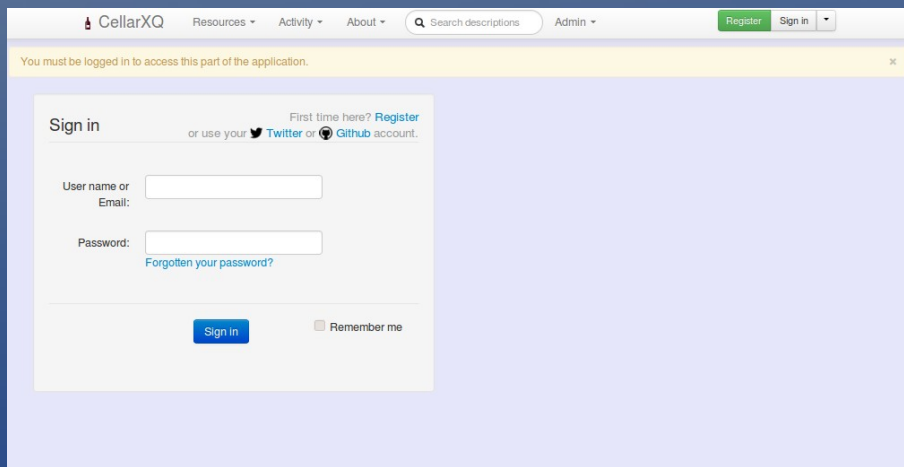 CellarXQ Resources Activity About Search descriptions Admin Register Sign in
You must be logged in to access this part of the application. ×
Sign in
First time here? Register
or use your Twitter or Github account.
User name or
Email:
Password:
Forgotten your password?
Sign in Remember me